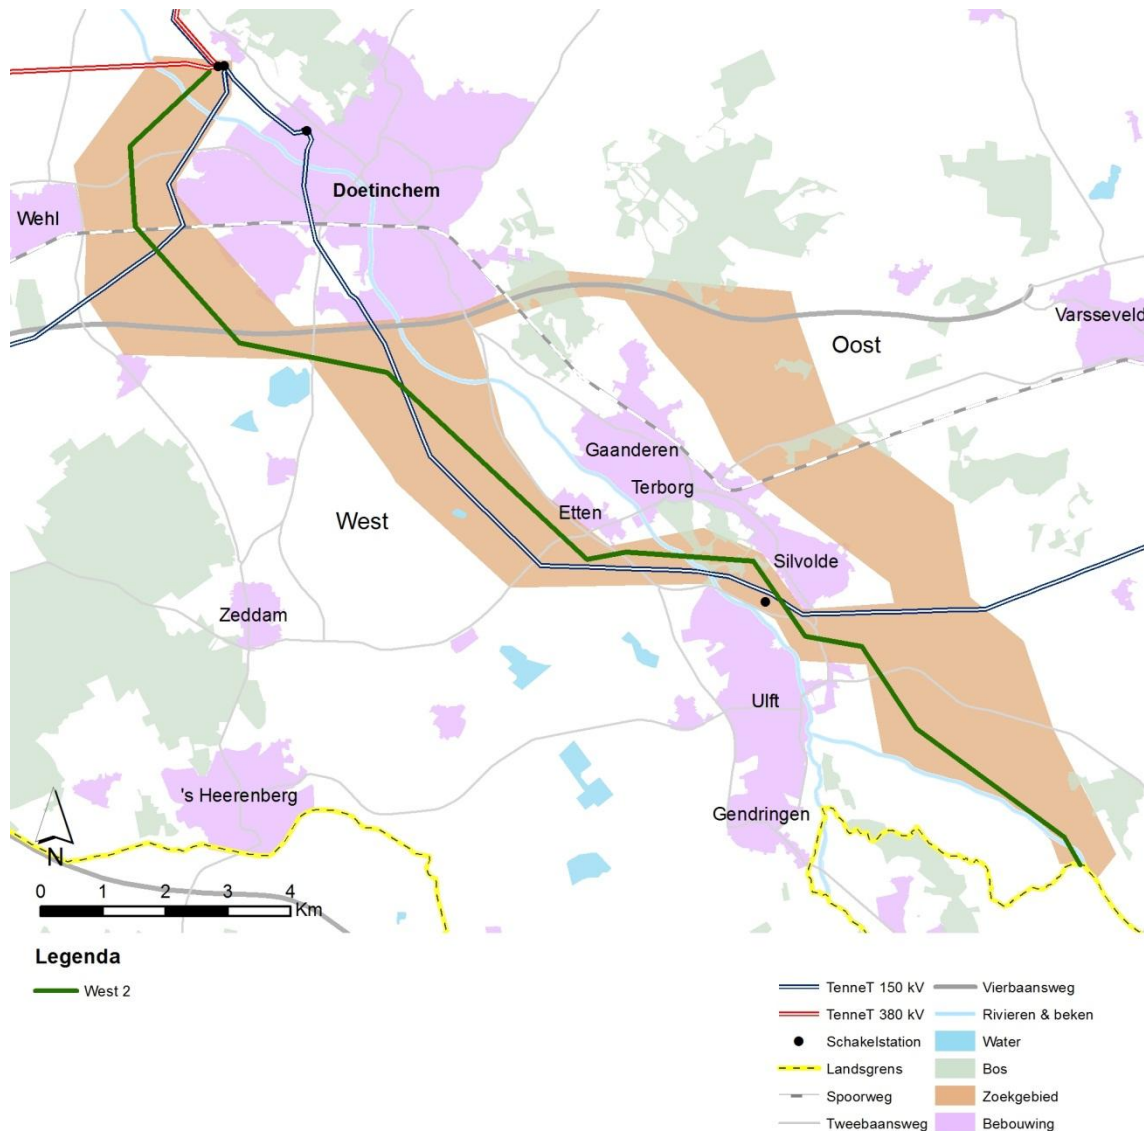 Doetinchem
Wehl
Varsseveld
Oost
Gaanderen
Terborg
West
Etten
Silvolde
Zeddam
Ulft
's Heerenberg
Gendringen
N
0 1 2 3 4
Km
Legenda
West 2
TenneT 150 kV
TenneT 380 kV
Schakelstation
Landsgrens
Spoorweg
Tweebaansweg
Vierbaansweg
Rivieren & beken
Water
Bos
Zoekgebied
Bebouwing